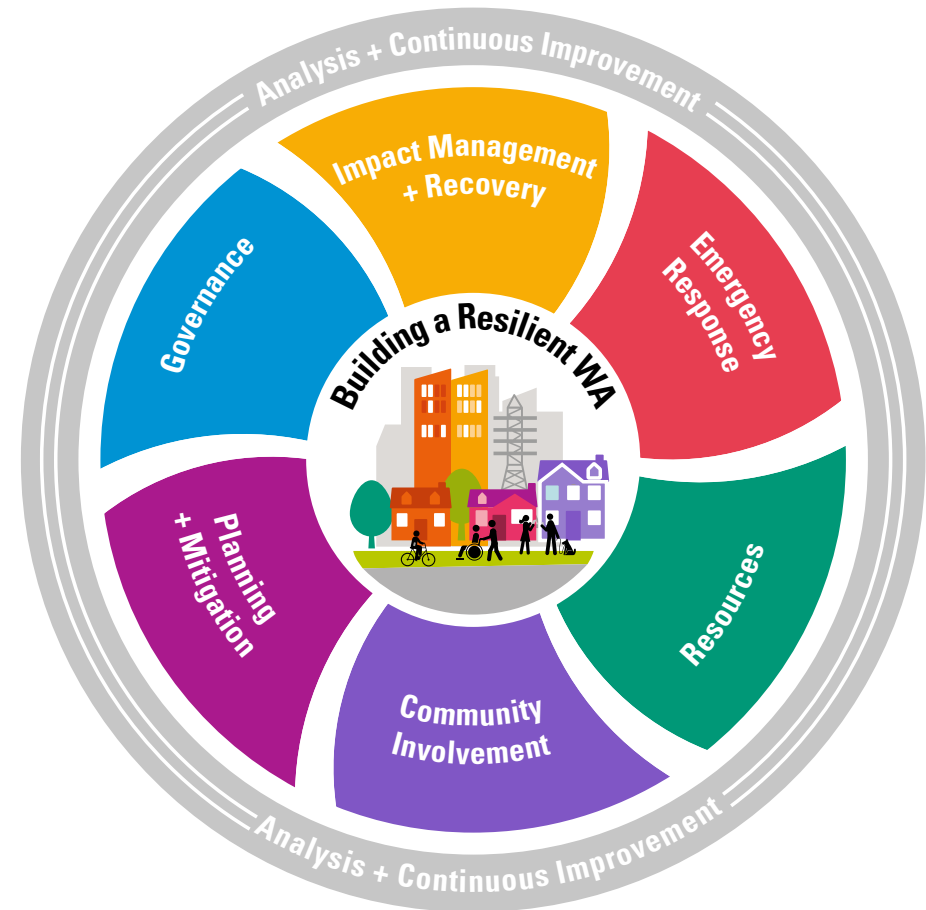 Analysis + Continuous Improvement
Impact Management
+ Recovery
Emergency
Response
Resources
Community
Involvement
Planning
+ Mitigation
Governance
Building a Resilient WA
Analysis + Continuous Improvement